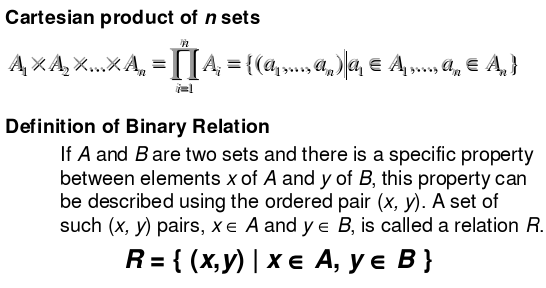 Cartesian product of n sets
A₁×A₂×...×Aₙ = ∏ⁿᵢ₌₁ Aᵢ = {(a₁,..., aₙ)|a₁ ∈ A₁,..., aₙ ∈ Aₙ}
Definition of Binary Relation
If A and B are two sets and there is a specific property
between elements x of A and y of B, this property can
be described using the ordered pair (x, y). A set of
such (x, y) pairs, x ∈ A and y ∈ B, is called a relation R.
R = { (x,y) | x ∈ A, y ∈ B }